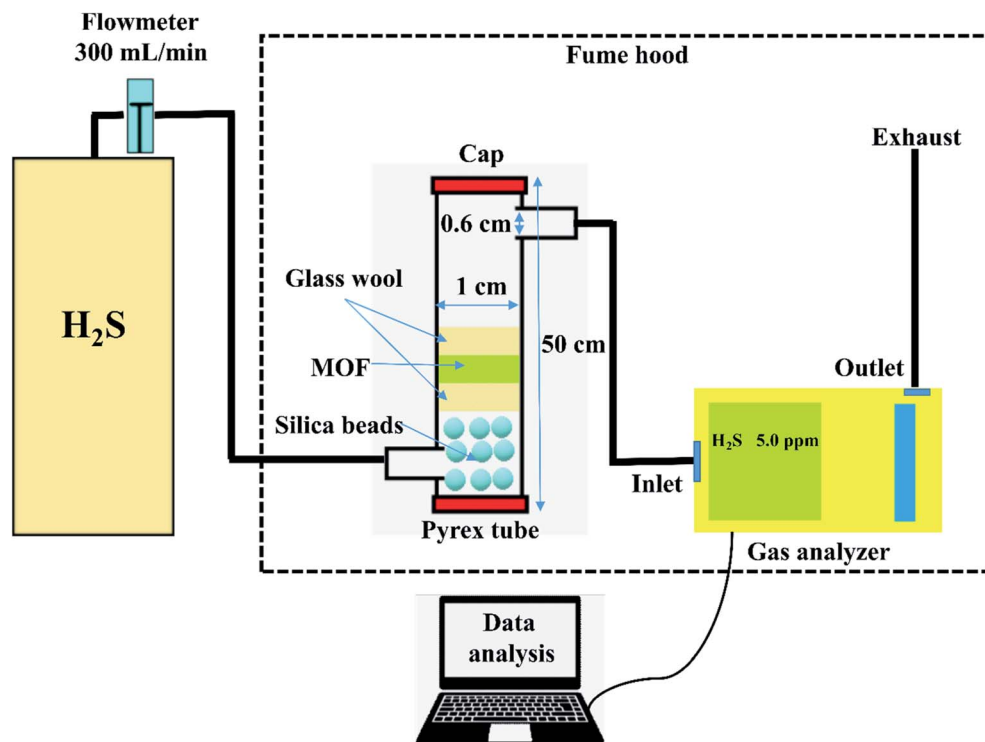 Flowmeter
300 mL/min
Fume hood
Exhaust
Cap
0.6 cm
Glass wool
1 cm
H₂S
50 cm
MOF
Outlet
Silica beads
H₂S 5.0 ppm
Inlet
Pyrex tube
Gas analyzer
Data
analysis